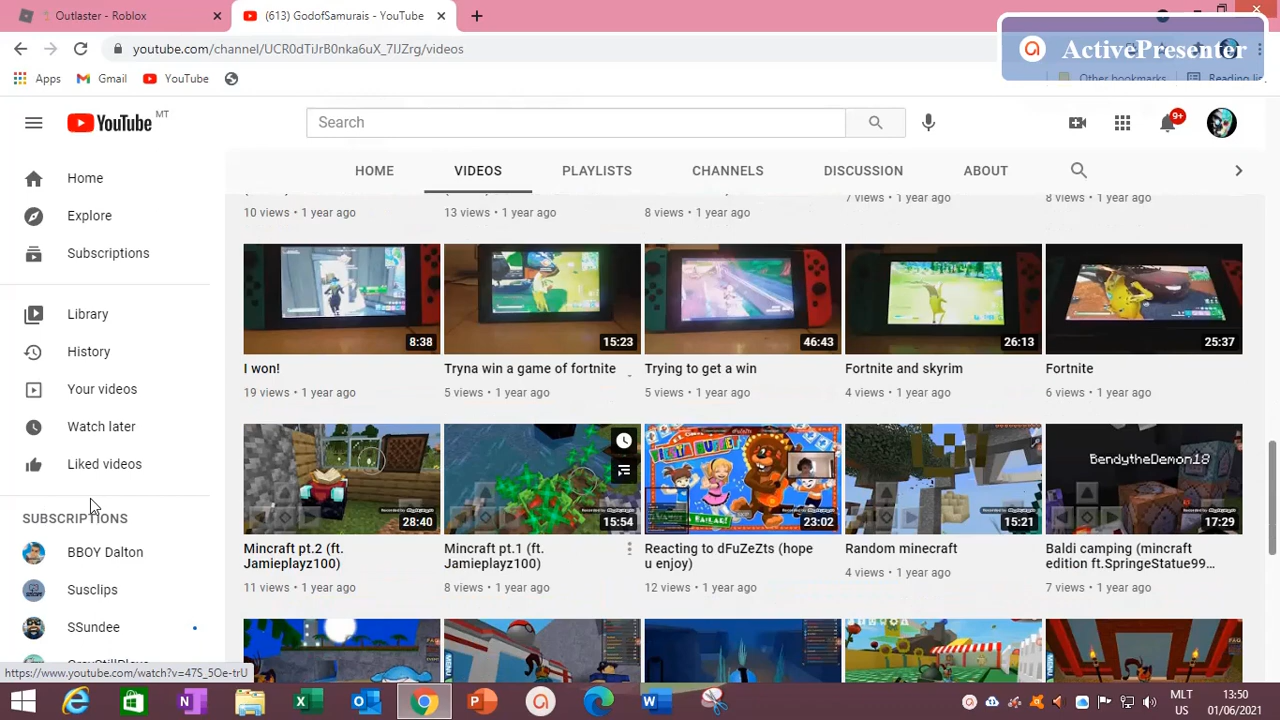 Outlaster - Roblox
(613) GodofSamurais - YouTube
youtube.com/channel/UCR0dTiJrB0nka6uX_7IJZrg/videos
ActivePresenter
Apps Gmail YouTube Other bookmarks Reading list
YouTube MT
Search
9+
HOME VIDEOS PLAYLISTS CHANNELS DISCUSSION ABOUT
Home
Explore
Subscriptions
Library
History
Your videos
Watch later
Liked videos
SUBSCRIPTIONS
BBOY Dalton
Susclips
SSundee
GrayStillPlays
10 views • 1 year ago
13 views • 1 year ago
8 views • 1 year ago
7 views • 1 year ago
8 views • 1 year ago
8:38
15:23
46:43
26:13
25:37
I won!
Tryna win a game of fortnite
Trying to get a win
Fortnite and skyrim
Fortnite
19 views • 1 year ago
5 views • 1 year ago
5 views • 1 year ago
4 views • 1 year ago
6 views • 1 year ago
BendytheDemon18
28:40
15:54
23:02
15:21
17:29
Mincraft pt.2 (ft.
Jamieplayz100)
Mincraft pt.1 (ft.
Jamieplayz100)
Reacting to dFuZeZts (hope
u enjoy)
Random minecraft
Baldi camping (mincraft
edition ft.SpringeStatue99...
11 views • 1 year ago
8 views • 1 year ago
12 views • 1 year ago
4 views • 1 year ago
7 views • 1 year ago
https://www.youtube.com/watch?v=47S_5Oe-trU
MLT
US
13:50
01/06/2021